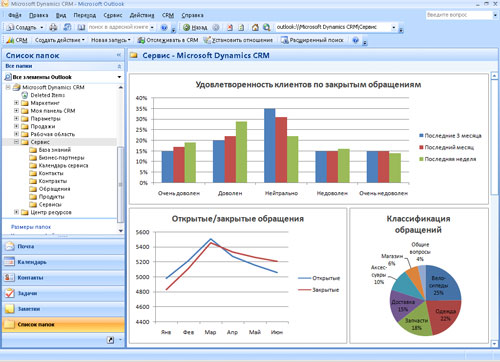 Microsoft Dynamics CRM - Microsoft Outlook
Файл Правка Вид Переход Сервис Действия CRM Справка
Введите вопрос
Создать
поиск в адресной книге
Назад
outlook:\\Microsoft Dynamics CRM\Сервис
CRM Создать действие Новая запись Отслеживать в CRM Установить отношение Расширенный поиск
Список папок
Все папки
Все элементы Outlook
Microsoft Dynamics CRM
Deleted Items
Маркетинг
Моя панель CRM
Параметры
Продажи
Рабочая область
Сервис
База знаний
Бизнес-партнеры
Календарь сервиса
Контакты
Контракты
Обращения
Продукты
Сервисы
Центр ресурсов
Размеры папок
Почта
Календарь
Контакты
Задачи
Заметки
Список папок
Сервис - Microsoft Dynamics CRM
Удовлетворенность клиентов по закрытым обращениям
40%
35%
30%
25%
20%
15%
10%
5%
0%
Очень доволен Доволен Нейтрально Недоволен Очень недоволен
Последние 3 месяца
Последний месяц
Последняя неделя
Открытые/закрытые обращения
5600
5400
5200
5000
4800
4600
4400
Янв Фев Мар Апр Май Июн
Открытые
Закрытые
Классификация
обращений
Общие
вопросы
4%
Магазин
6%
Аксес-
суары
10%
Доставка
15%
Запчасти
18%
Одежда
22%
Вело-
сипеды
25%